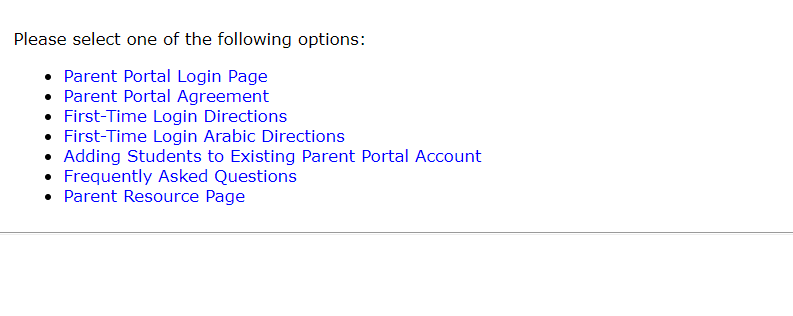 Please select one of the following options:
Parent Portal Login Page
Parent Portal Agreement
First-Time Login Directions
First-Time Login Arabic Directions
Adding Students to Existing Parent Portal Account
Frequently Asked Questions
Parent Resource Page